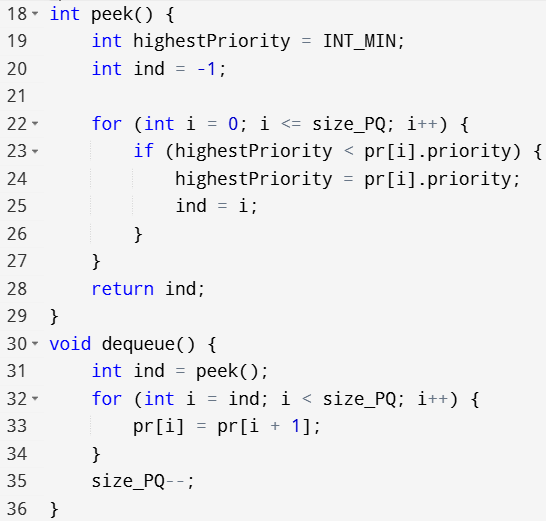 18 int peek() {
19     int highestPriority = INT_MIN;
20     int ind = -1;
21
22     for (int i = 0; i <= size_PQ; i++) {
23         if (highestPriority < pr[i].priority) {
24             highestPriority = pr[i].priority;
25             ind = i;
26         }
27     }
28     return ind;
29 }
30 void dequeue() {
31     int ind = peek();
32     for (int i = ind; i < size_PQ; i++) {
33         pr[i] = pr[i + 1];
34     }
35     size_PQ--;
36 }